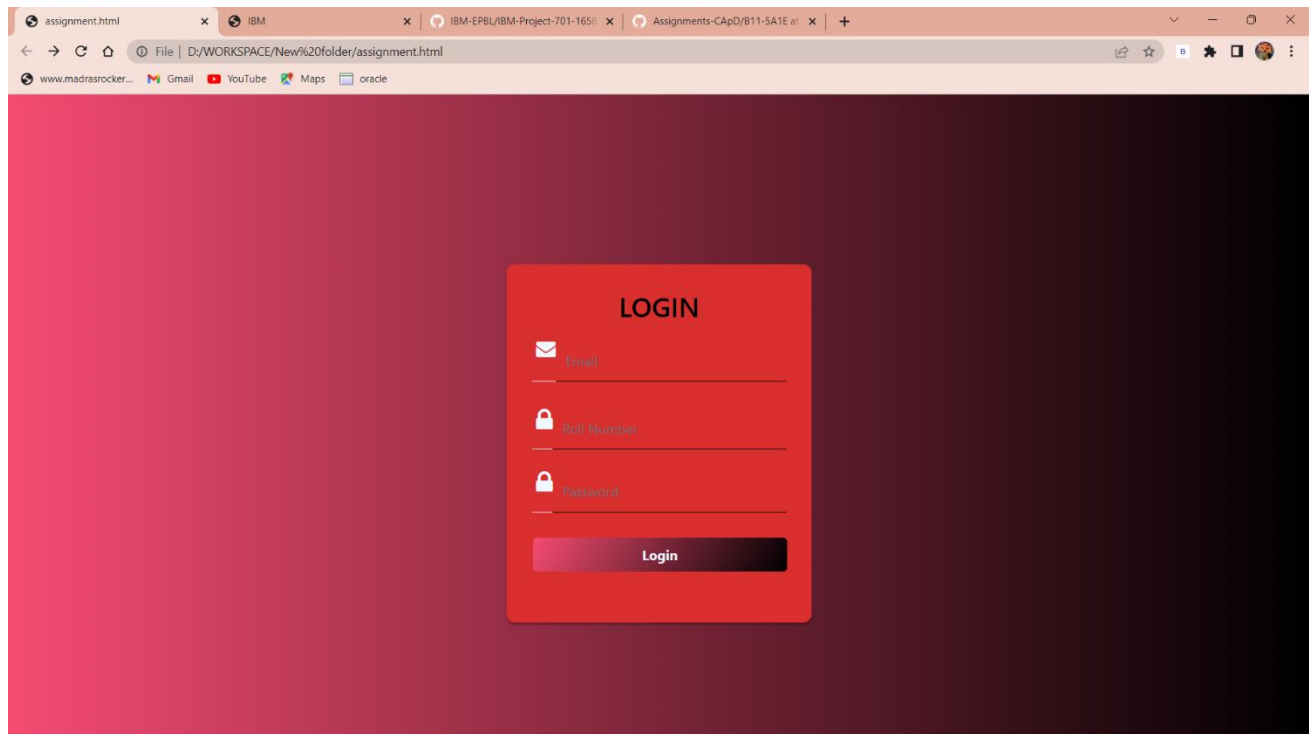 assignment.html IBM IBM-EPBL/IBM-Project-701-1658 Assignments-CApD/B11-5A1E at
File | D:/WORKSPACE/New%20folder/assignment.html
www.madrasrocker... Gmail YouTube Maps oracle
LOGIN
Email
Roll Number
Password
Login